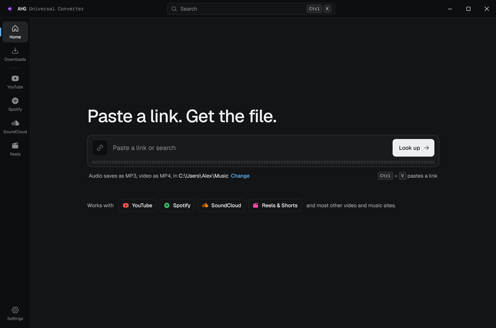 AHG Universal Converter
Search
Ctrl K
Home
Downloads
YouTube
Spotify
SoundCloud
Reels
Paste a link. Get the file.
Paste a link or search
Look up
Audio saves as MP3, video as MP4, in C:\Users\Alex\Music Change
Ctrl + V pastes a link
Works with YouTube Spotify SoundCloud Reels & Shorts and most other video and music sites.
Settings